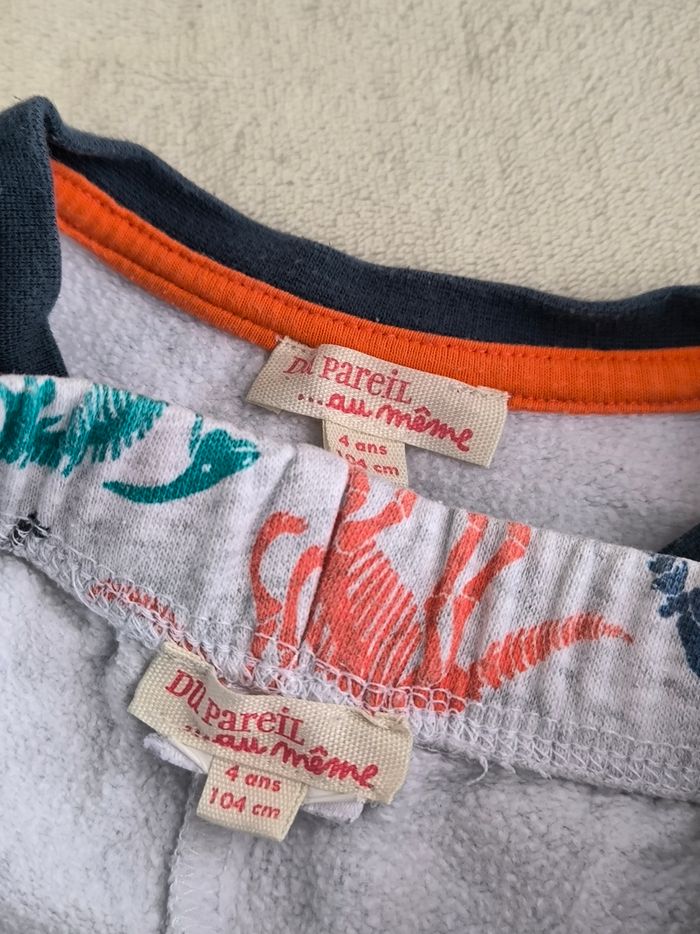 DU PAREIL
...au même
4 ans
104 cm
DU PAREIL
...au même
4 ans
104 cm